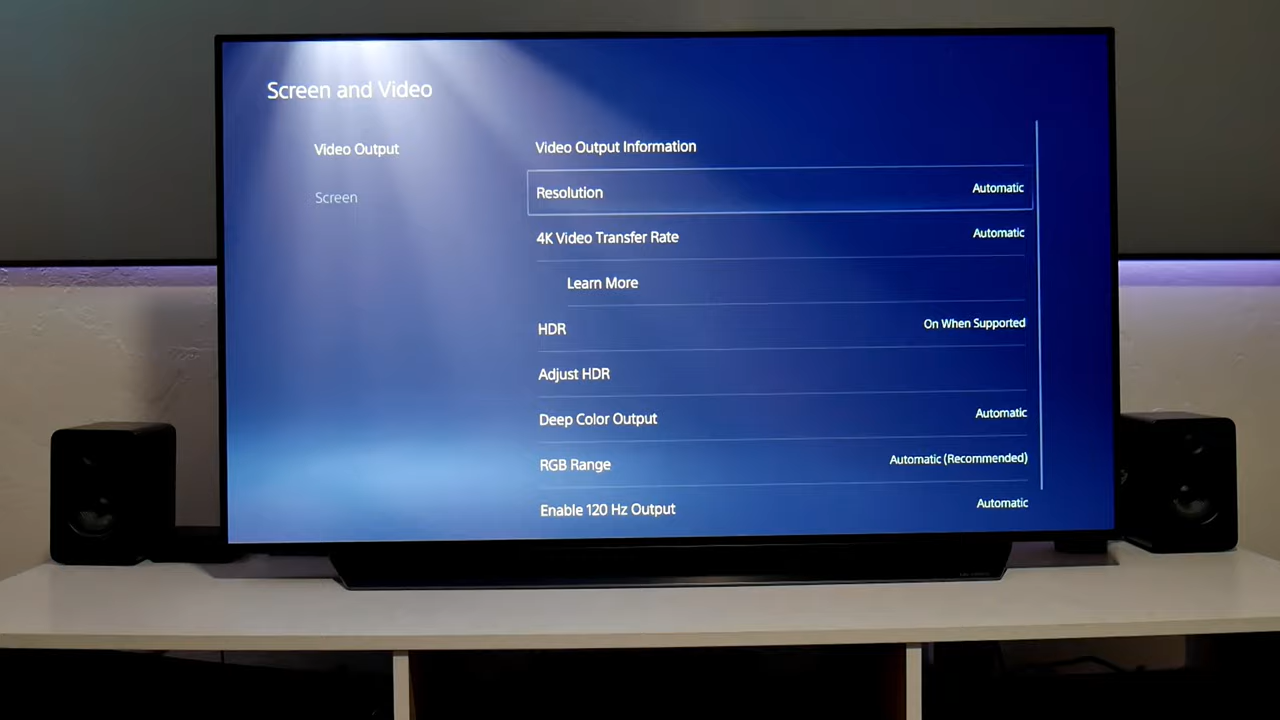 Screen and Video
Video Output
Screen
Video Output Information
Resolution Automatic
4K Video Transfer Rate Automatic
Learn More
HDR On When Supported
Adjust HDR
Deep Color Output Automatic
RGB Range Automatic (Recommended)
Enable 120 Hz Output Automatic